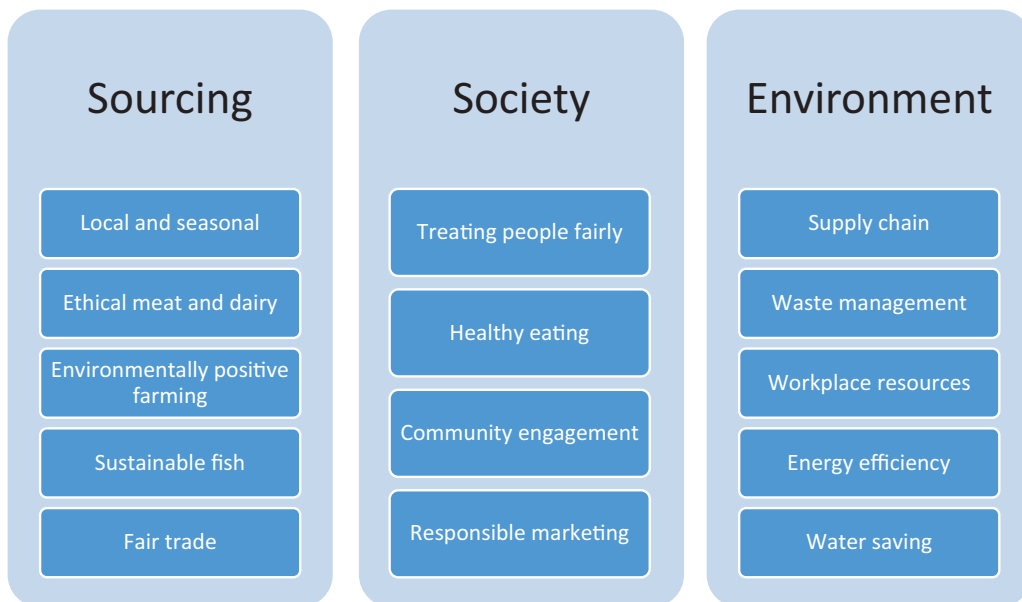 Sourcing
Local and seasonal
Ethical meat and dairy
Environmentally positive
farming
Sustainable fish
Fair trade
Society
Treating people fairly
Healthy eating
Community engagement
Responsible marketing
Environment
Supply chain
Waste management
Workplace resources
Energy efficiency
Water saving